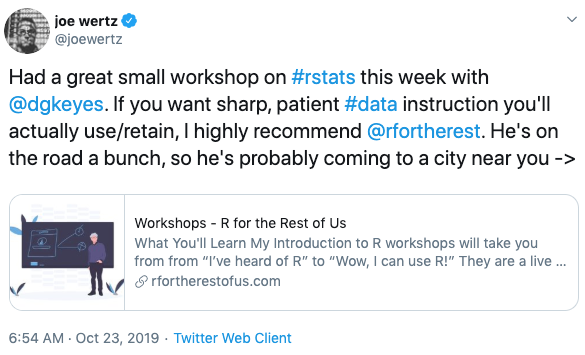 joe wertz
@joewertz
Had a great small workshop on #rstats this week with
@dgkeyes. If you want sharp, patient #data instruction you'll
actually use/retain, I highly recommend @rfortherest. He's on
the road a bunch, so he's probably coming to a city near you ->
Workshops - R for the Rest of Us
What You'll Learn My Introduction to R workshops will take you
from from “I’ve heard of R” to “Wow, I can use R!” They are a live ...
rfortherestofus.com
6:54 AM · Oct 23, 2019 · Twitter Web Client